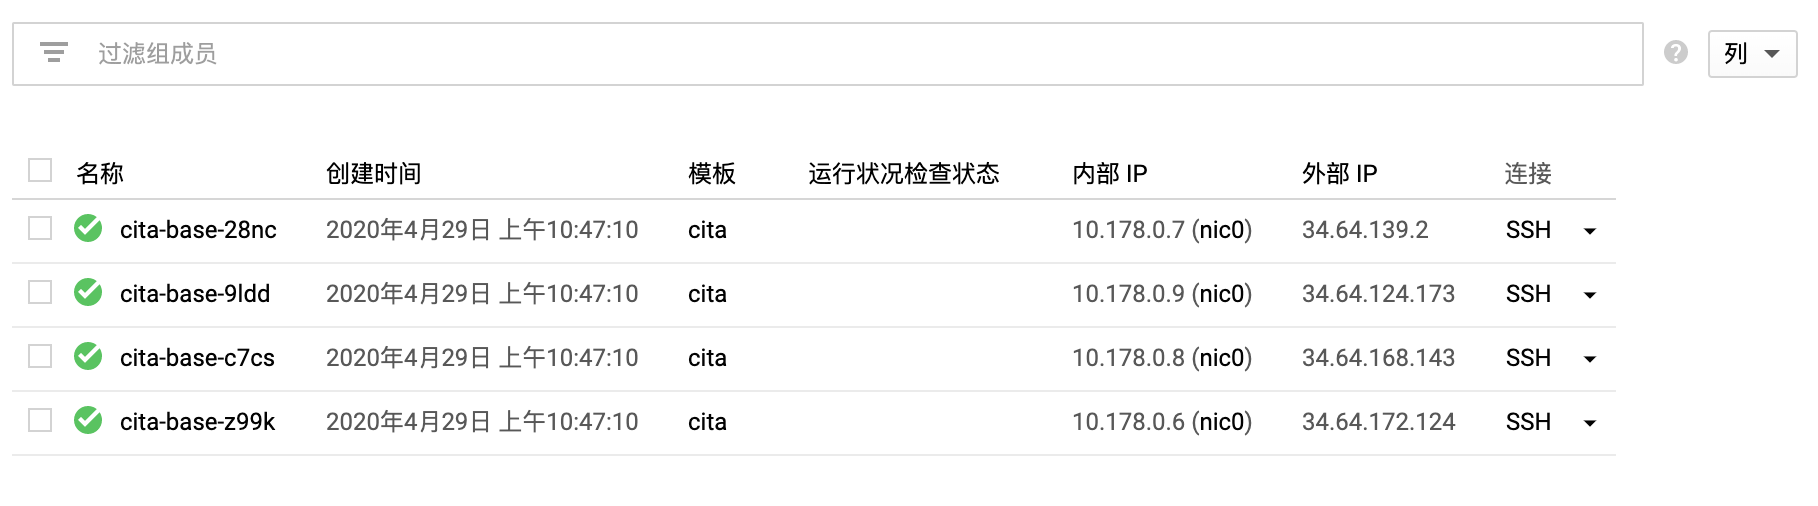 过滤组成员
? 列
名称 创建时间 模板 运行状况检查状态 内部 IP 外部 IP 连接
cita-base-28nc 2020年4月29日 上午10:47:10 cita 10.178.0.7 (nic0) 34.64.139.2 SSH
cita-base-9ldd 2020年4月29日 上午10:47:10 cita 10.178.0.9 (nic0) 34.64.124.173 SSH
cita-base-c7cs 2020年4月29日 上午10:47:10 cita 10.178.0.8 (nic0) 34.64.168.143 SSH
cita-base-z99k 2020年4月29日 上午10:47:10 cita 10.178.0.6 (nic0) 34.64.172.124 SSH